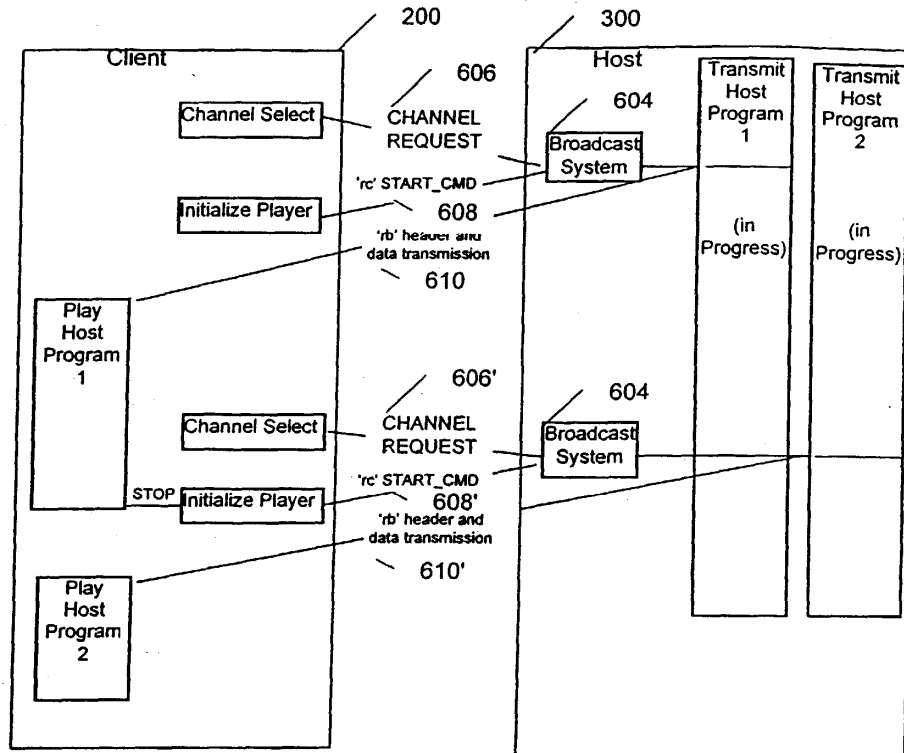 200
300
Client
Host
Transmit
Host
Program
1
Transmit
Host
Program
2
606
604
Channel Select
CHANNEL
REQUEST
Broadcast
System
'rc' START_CMD
Initialize Player
608
'rb' header and
data transmission
(in
Progress)
(in
Progress)
610
Play
Host
Program
1
606'
604
Channel Select
CHANNEL
REQUEST
Broadcast
System
'rc' START_CMD
STOP
Initialize Player
608'
'rb' header and
data transmission
610'
Play
Host
Program
2